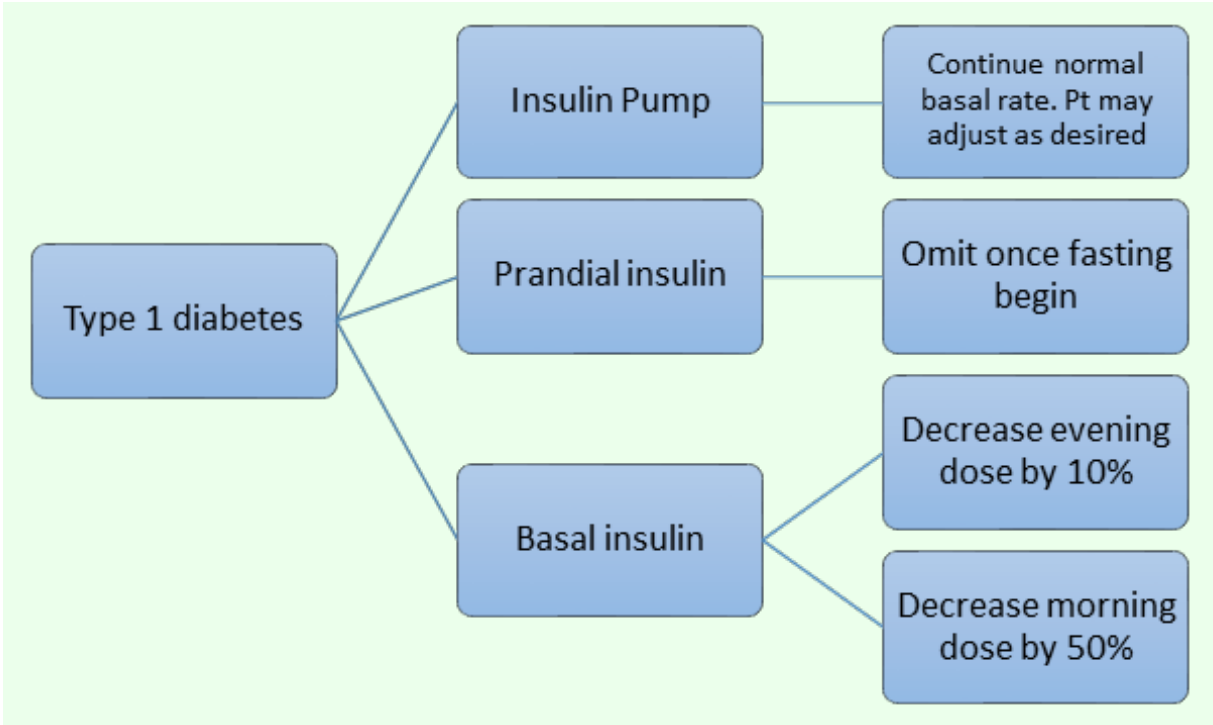 Type 1 diabetes
Insulin Pump
Continue normal
basal rate. Pt may
adjust as desired
Prandial insulin
Omit once fasting
begin
Basal insulin
Decrease evening
dose by 10%
Decrease morning
dose by 50%